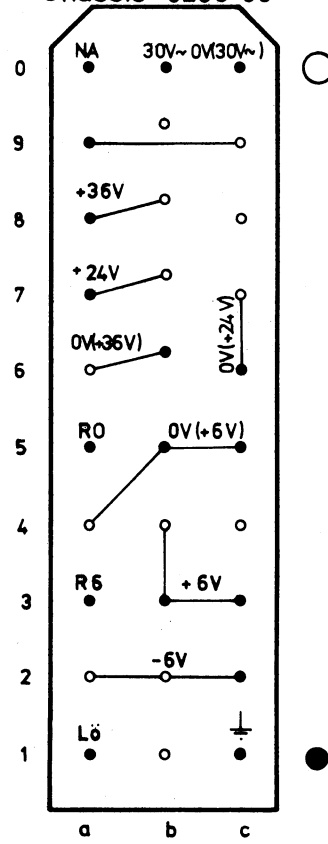 0 NA 30V~ 0V(30V~)
9
+36V
8
+24V
7
0V(+24V)
0V(+36V)
6
R0 0V(+6V)
5
4
R6 +6V
3
-6V
2
Lö
1
a b c